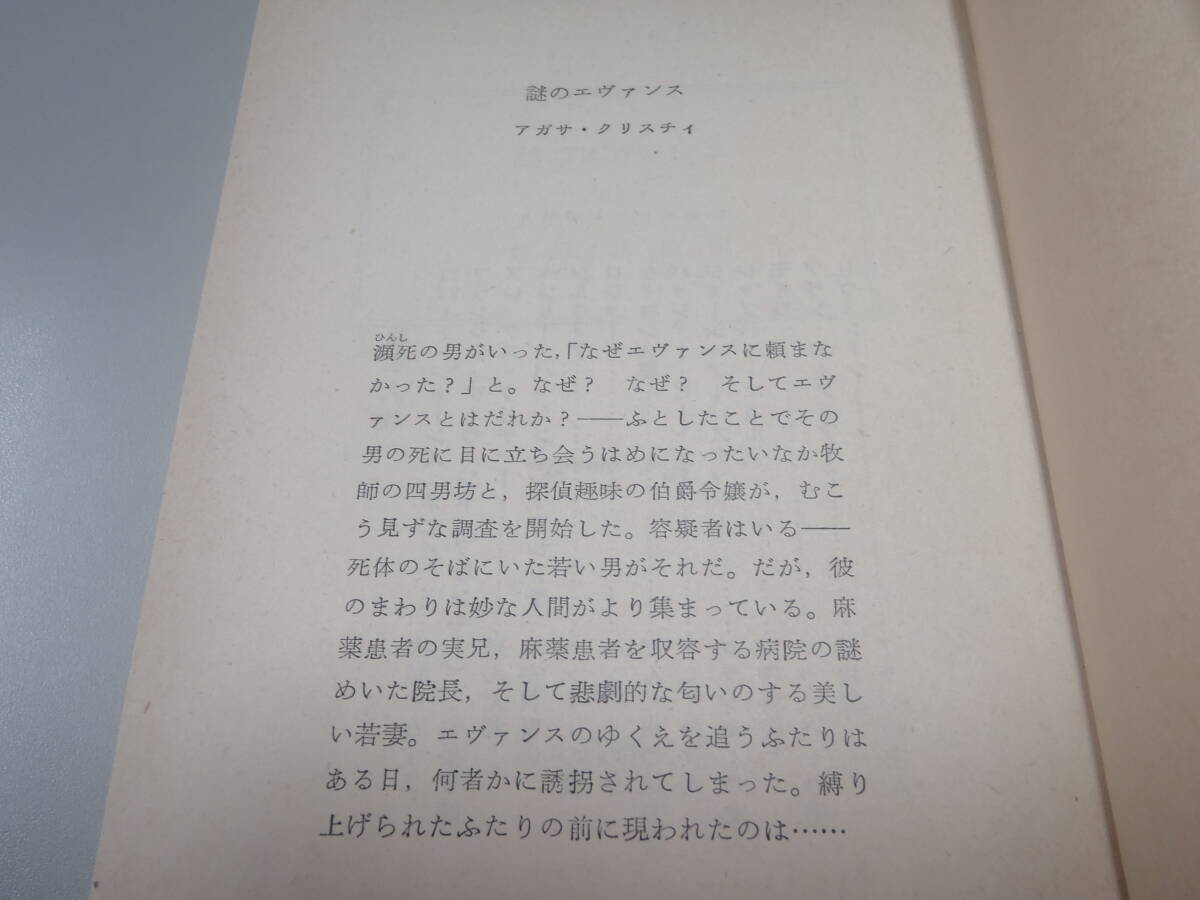 謎のエヴァンス
アガサ・クリスチィ
ひんし
瀕死の男がいった，「なぜエヴァンスに頼まな
かった？」と。なぜ？　なぜ？　そしてエヴ
ァンスとはだれか？――ふとしたことでその
男の死に目に立ち会うはめになったいなか牧
師の四男坊と，探偵趣味の伯爵令嬢が，むこ
う見ずな調査を開始した。容疑者はいる――
死体のそばにいた若い男がそれだ。だが，彼
のまわりは妙な人間がより集まっている。麻
薬患者の実兄，麻薬患者を収容する病院の謎
めいた院長，そして悲劇的な匂いのする美し
い若妻。エヴァンスのゆくえを追うふたりは
ある日，何者かに誘拐されてしまった。縛り
上げられたふたりの前に現われたのは……